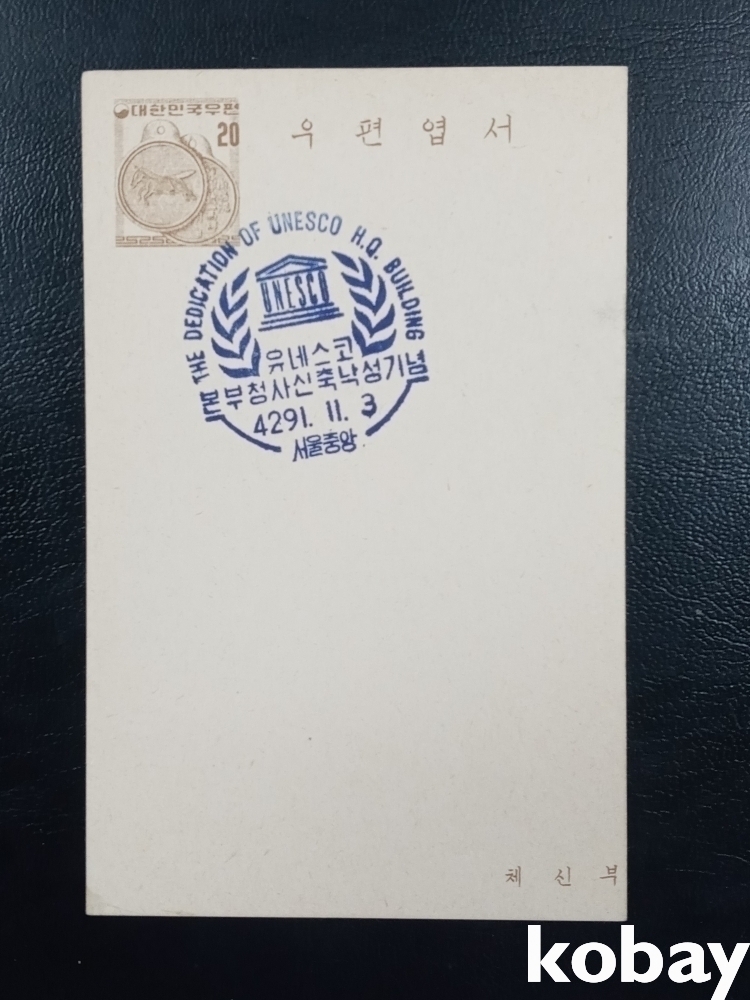 대한민국우편
20
우편엽서
THE DEDICATION OF UNESCO H.Q. BUILDING
UNESCO
유네스코
본부청사신축낙성기념
4291. 11. 3
서울중앙
체신부
kobay